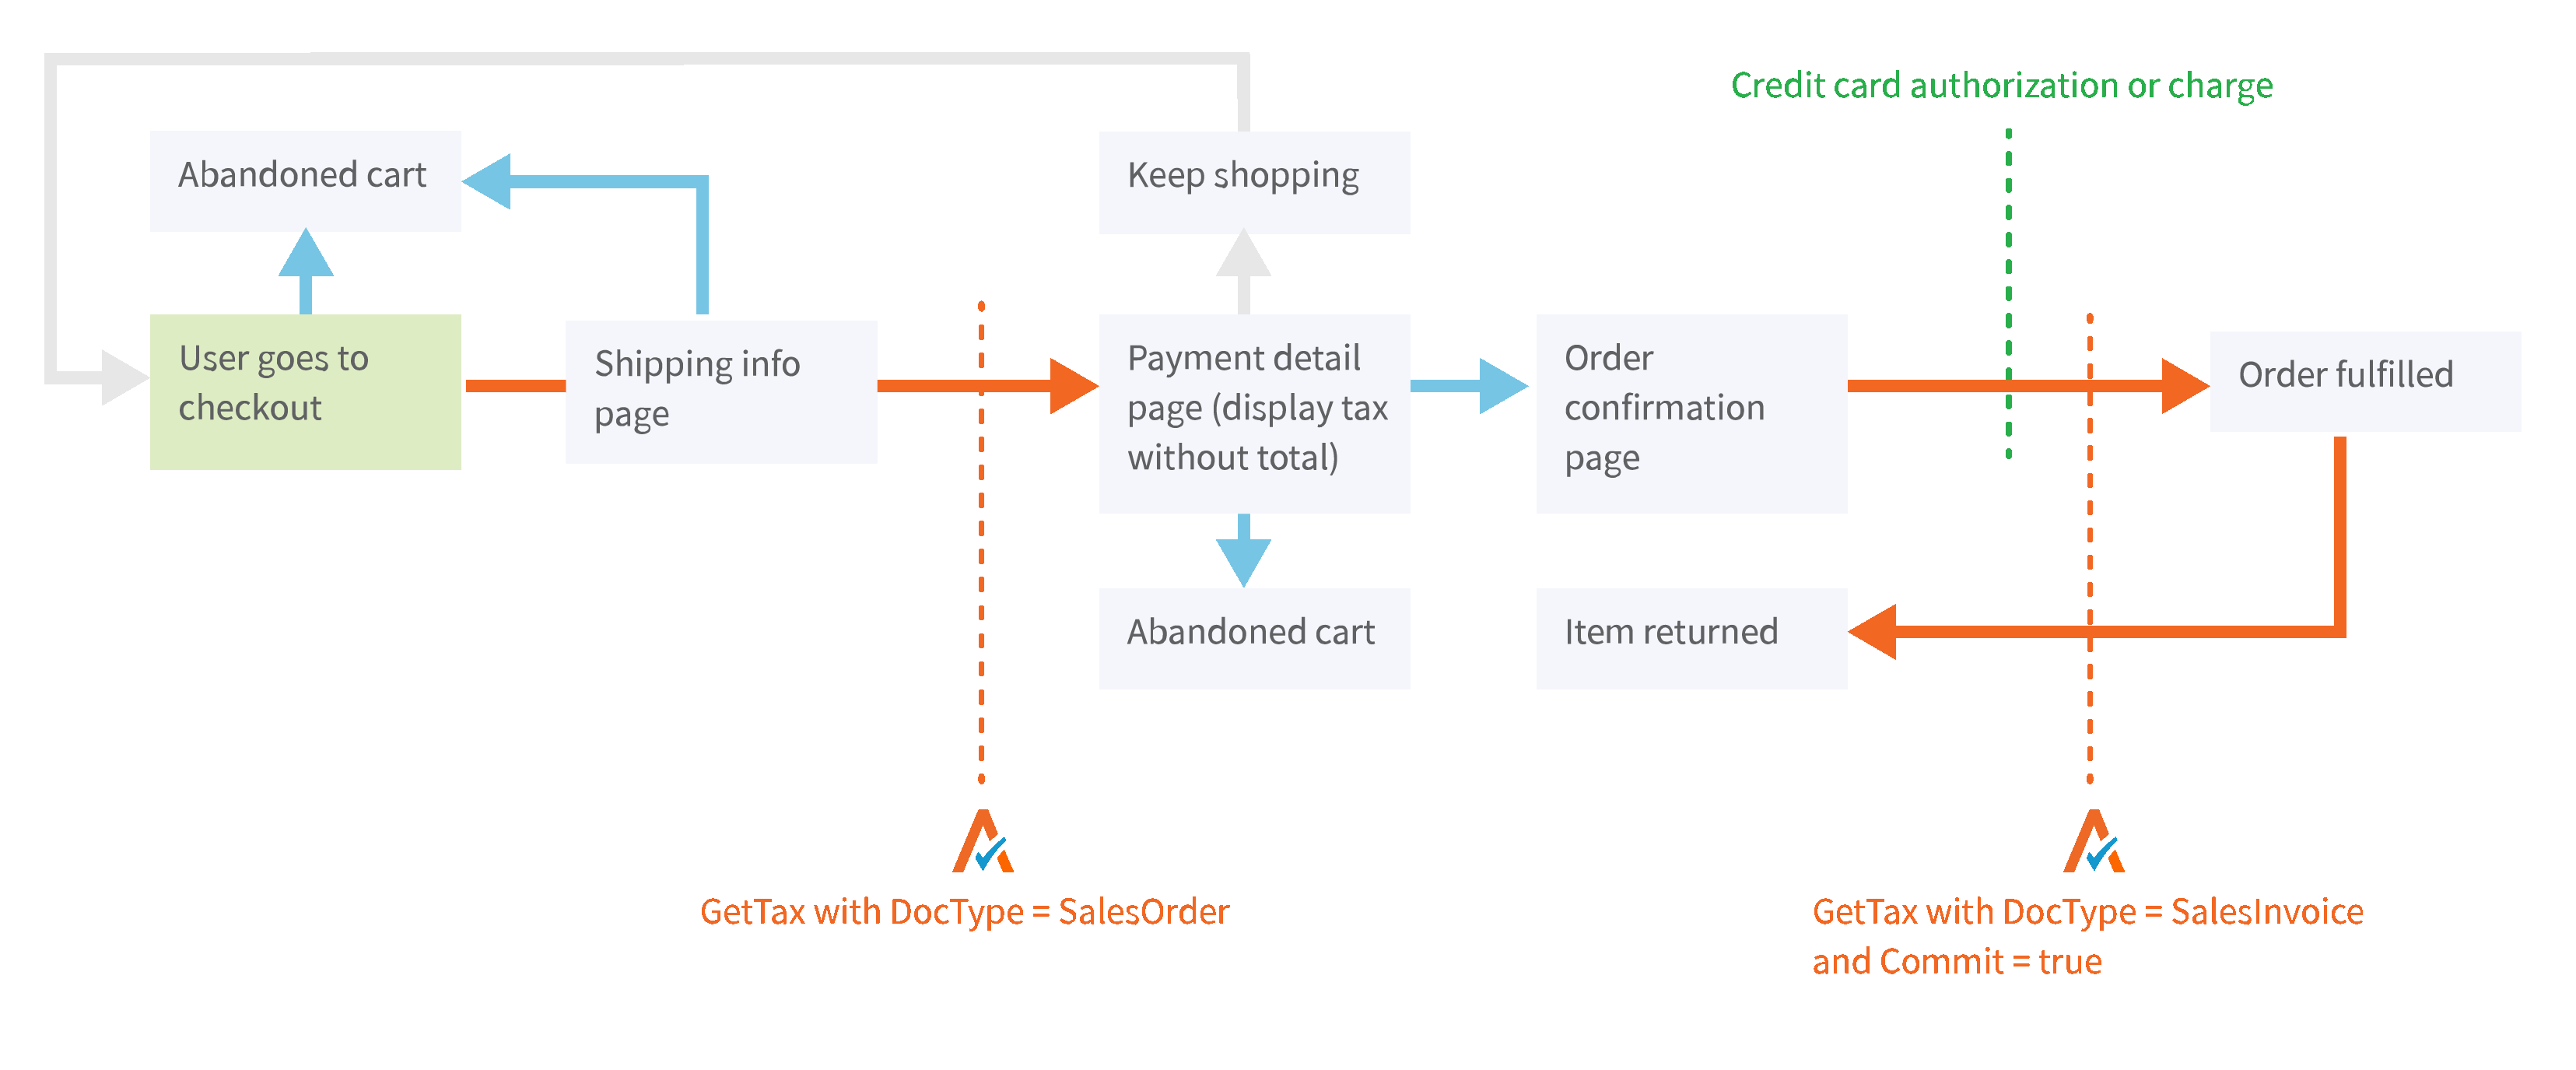 Credit card authorization or charge
Abandoned cart
Keep shopping
User goes to
checkout
Shipping info
page
Payment detail
page (display tax
without total)
Order
confirmation
page
Order fulfilled
Abandoned cart
Item returned
GetTax with DocType = SalesOrder
GetTax with DocType = SalesInvoice
and Commit = true